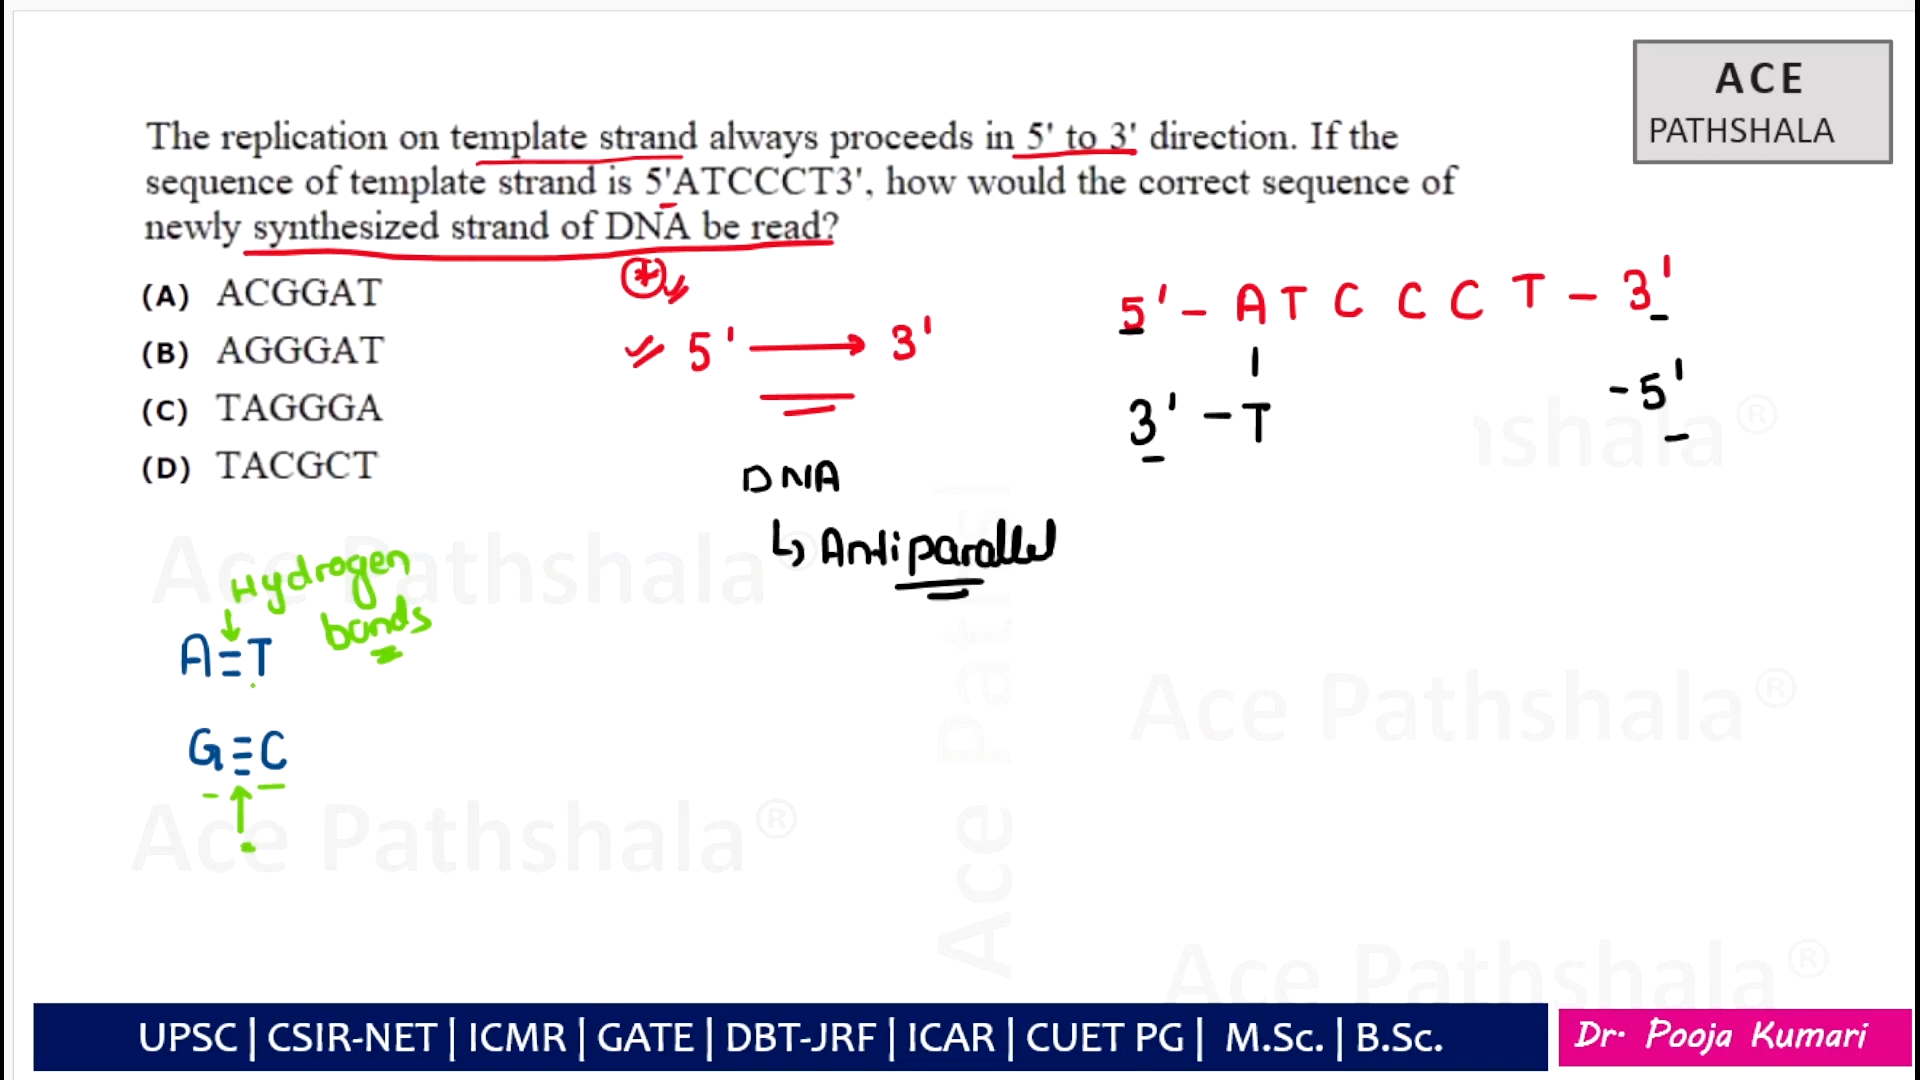 ACE
PATHSHALA
The replication on template strand always proceeds in 5' to 3' direction. If the
sequence of template strand is 5'ATCCCT3', how would the correct sequence of
newly synthesized strand of DNA be read?
(A) ACGGAT
(B) AGGGAT
(C) TAGGGA
(D) TACGCT
5' → 3'
5' - A T C C C T - 3'
3' - T - 5'
DNA
↳ Antiparallel
Hydrogen
bonds
A=T
G≡C
Ace Pathshala®
Ace Pathshala®
Ace Pathshala®
Ace Pathshala®
Ace Paths
hshala®
UPSC | CSIR-NET | ICMR | GATE | DBT-JRF | ICAR | CUET PG | M.Sc. | B.Sc.
Dr. Pooja Kumari